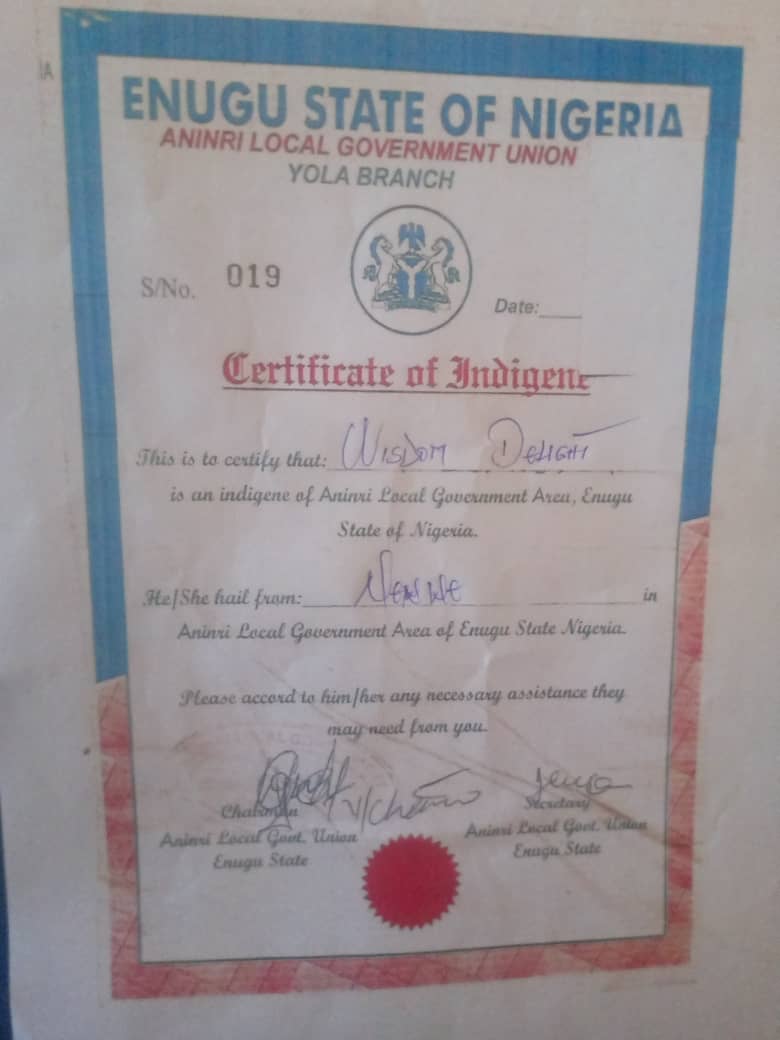 ENUGU STATE OF NIGERIA
ANINRI LOCAL GOVERNMENT UNION
YOLA BRANCH
S/No. 019
Date:____
Certificate of Indigene
This is to certify that: WISDOM DELIGHT
is an indigene of Aninri Local Government Area, Enugu
State of Nigeria.
He/She hail from: in
Aninri Local Government Area of Enugu State Nigeria.
Please accord to him/her any necessary assistance they
may need from you.
Chairman
Aninri Local Govt. Union
Enugu State
Secretary
Aninri Local Govt. Union
Enugu State